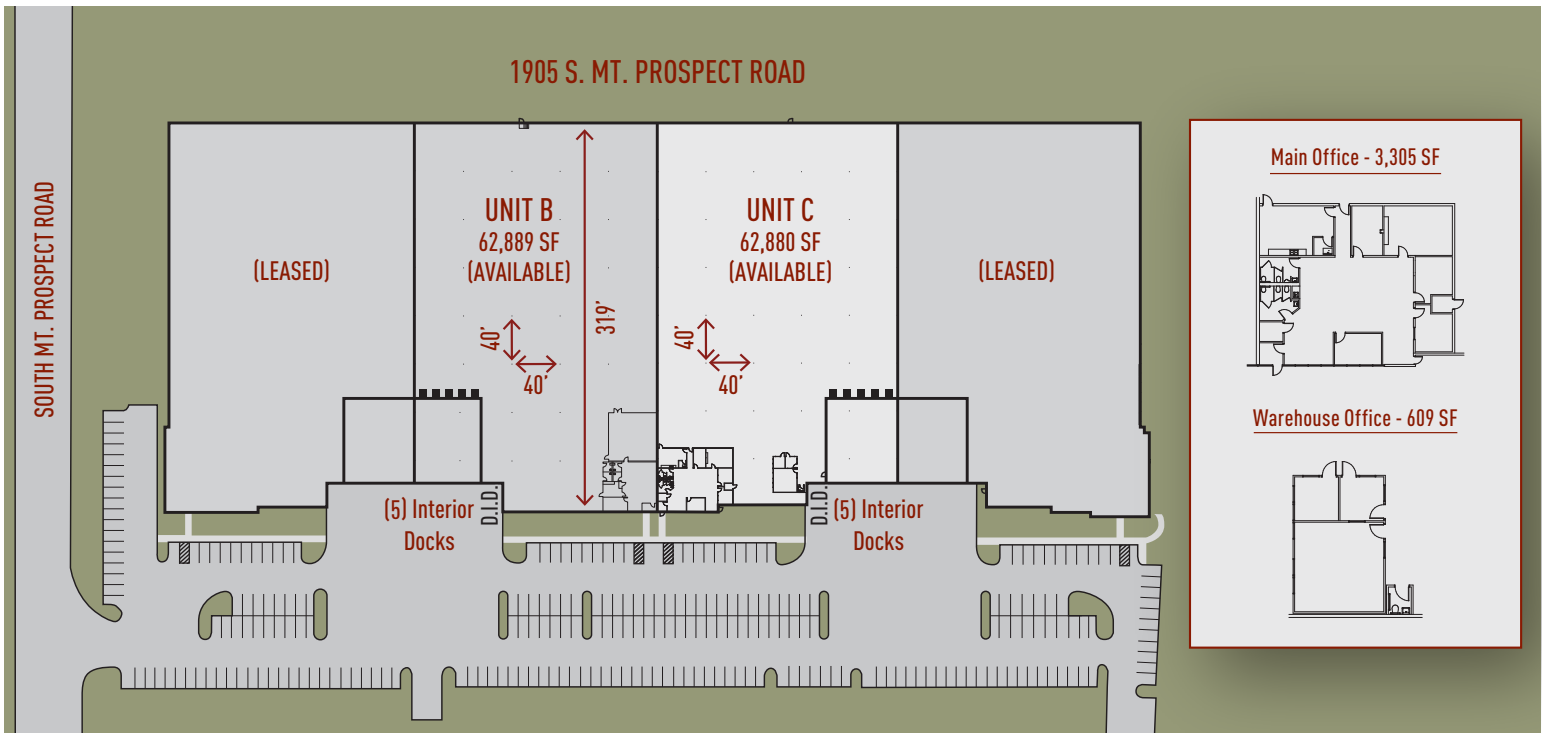 1905 S. MT. PROSPECT ROAD
SOUTH MT. PROSPECT ROAD
(LEASED)
UNIT B
62,889 SF
(AVAILABLE)
319'
40'
40'
UNIT C
62,880 SF
(AVAILABLE)
40'
40'
(LEASED)
(5) Interior
Docks
D.I.D.
D.I.D.
(5) Interior
Docks
Main Office - 3,305 SF
Warehouse Office - 609 SF